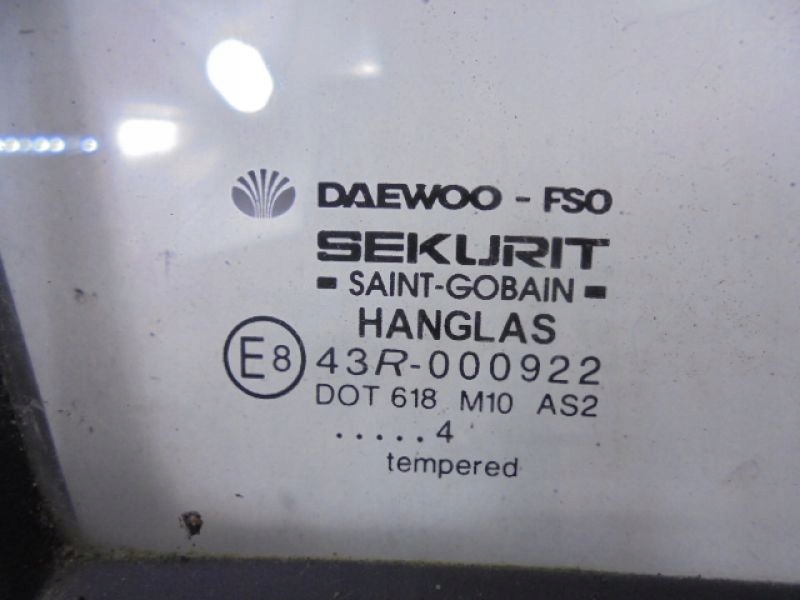 DAEWOO - FSO
SEKURIT
- SAINT-GOBAIN -
HANGLAS
E8 43R-000922
DOT 618 M10 AS2
.....4
tempered